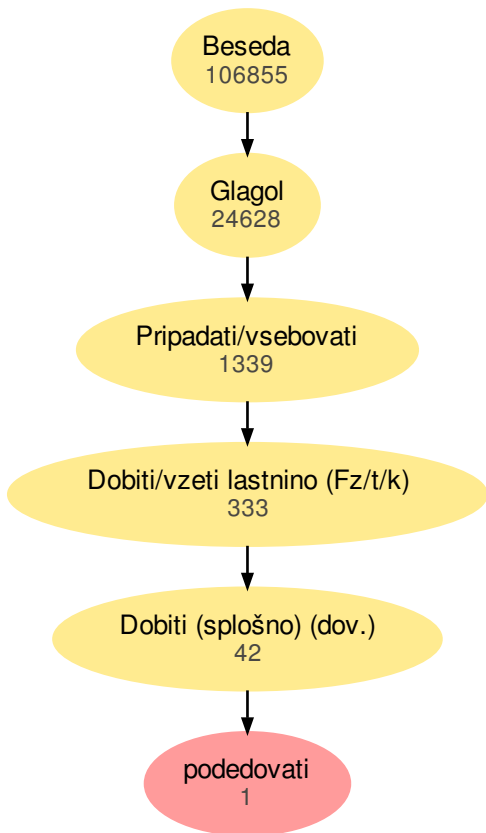 Beseda
106855
Glagol
24628
Pripadati/vsebovati
1339
Dobiti/vzeti lastnino (Fz/t/k)
333
Dobiti (splošno) (dov.)
42
podedovati
1